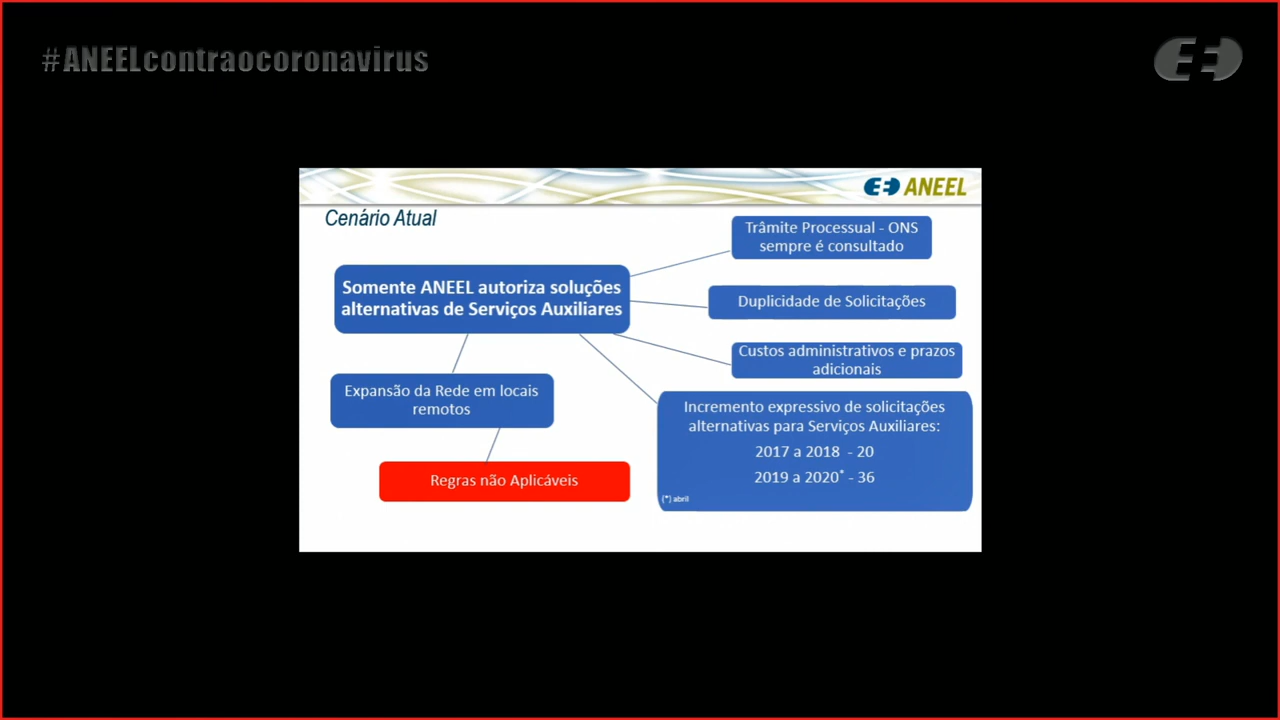 #ANEELcontraocoronavirus
ANEEL
Cenário Atual
Somente ANEEL autoriza soluções
alternativas de Serviços Auxiliares
Trâmite Processual - ONS
sempre é consultado
Duplicidade de Solicitações
Custos administrativos e prazos
adicionais
Expansão da Rede em locais
remotos
Regras não Aplicáveis
Incremento expressivo de solicitações
alternativas para Serviços Auxiliares:
2017 a 2018 - 20
2019 a 2020* - 36
(*) abril